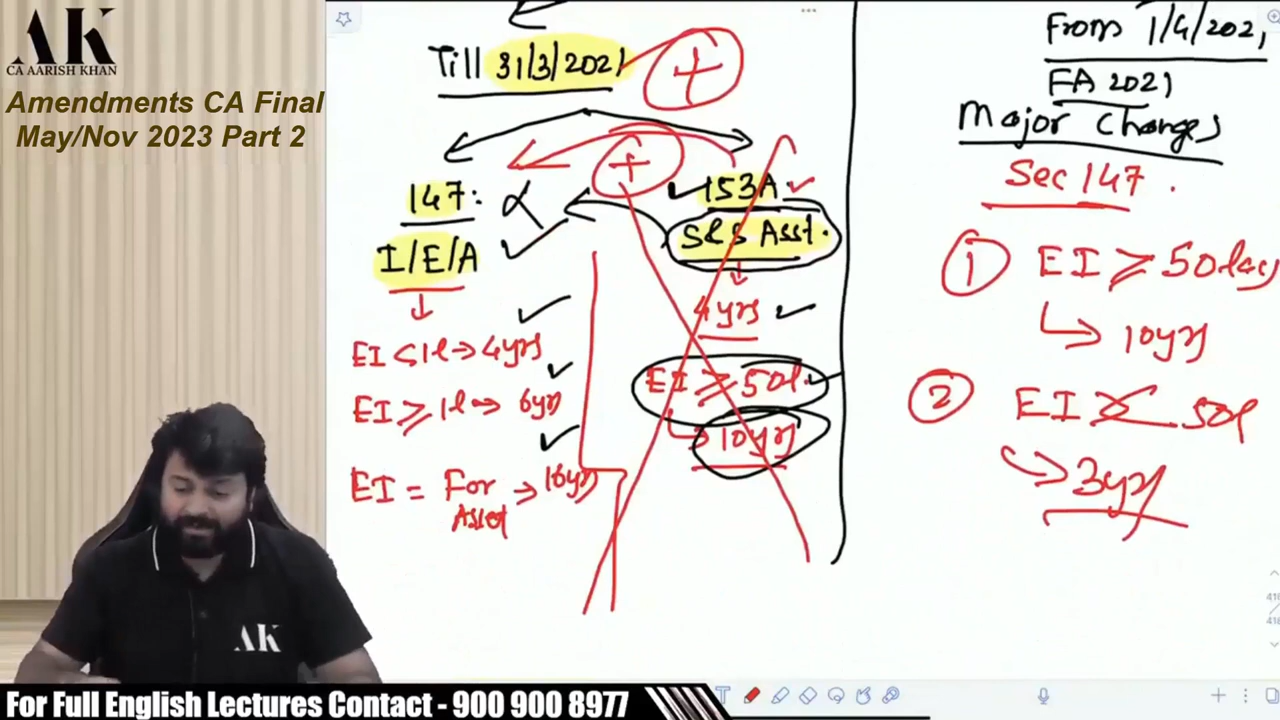 AK
CA AARISH KHAN
Amendments CA Final
May/Nov 2023 Part 2
Till 31/3/2021
147:
I/E/A
EI < 1l → 4yrs
EI ≥ 1l → 6yrs
EI = For Asset → 16yrs
153A
S&S Asst.
4yrs
EI ≥ 50l.
10yrs
From 1/4/2021
FA 2021
Major Changes
Sec 147.
① EI ≥ 50lacs
10yrs
② EI < 50l
3yrs
AK
For Full English Lectures Contact - 900 900 8977